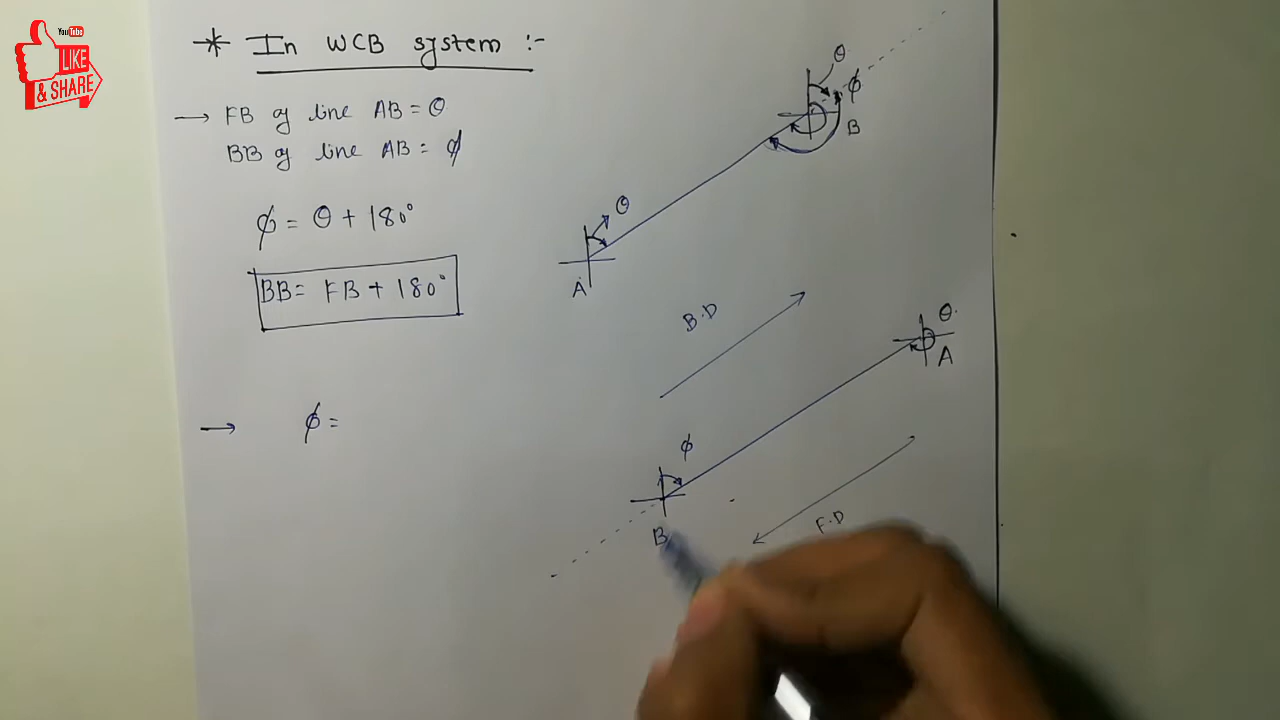 YouTube
LIKE
& SHARE
* In WCB system :-
→ FB of line AB = θ
BB of line AB = ϕ
ϕ = θ + 180°
BB = FB + 180°
→ ϕ =
θ
ϕ
B
θ
A
B.D
θ
A
ϕ
B
F.D